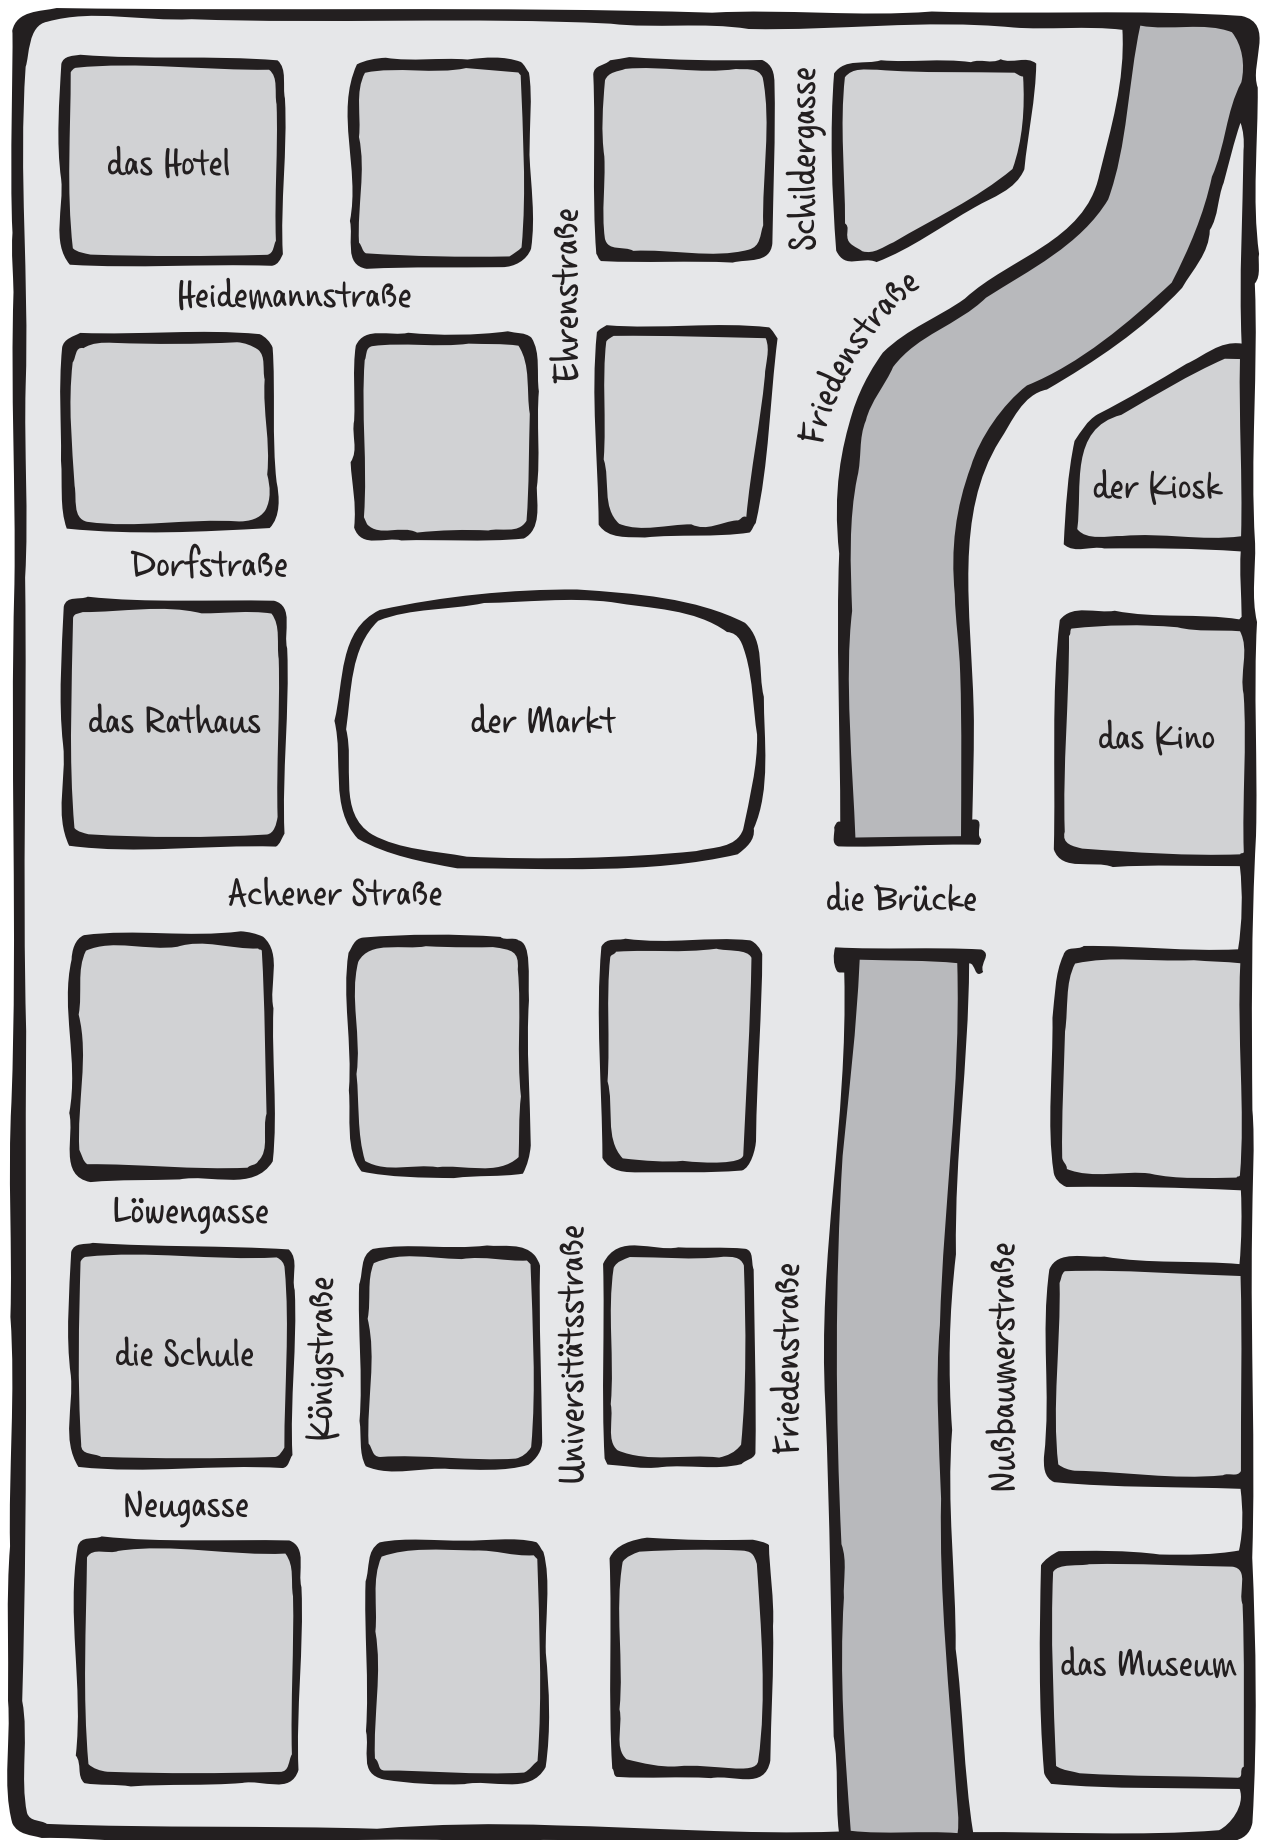 das Hotel
Schildergasse
Ehrenstraße
Heidemannstraße
Friedenstraße
der Kiosk
Dorfstraße
das Rathaus
der Markt
das Kino
Achener Straße
die Brücke
Löwengasse
die Schule
Königstraße
Universitätsstraße
Friedenstraße
Nußbaumerstraße
Neugasse
das Museum